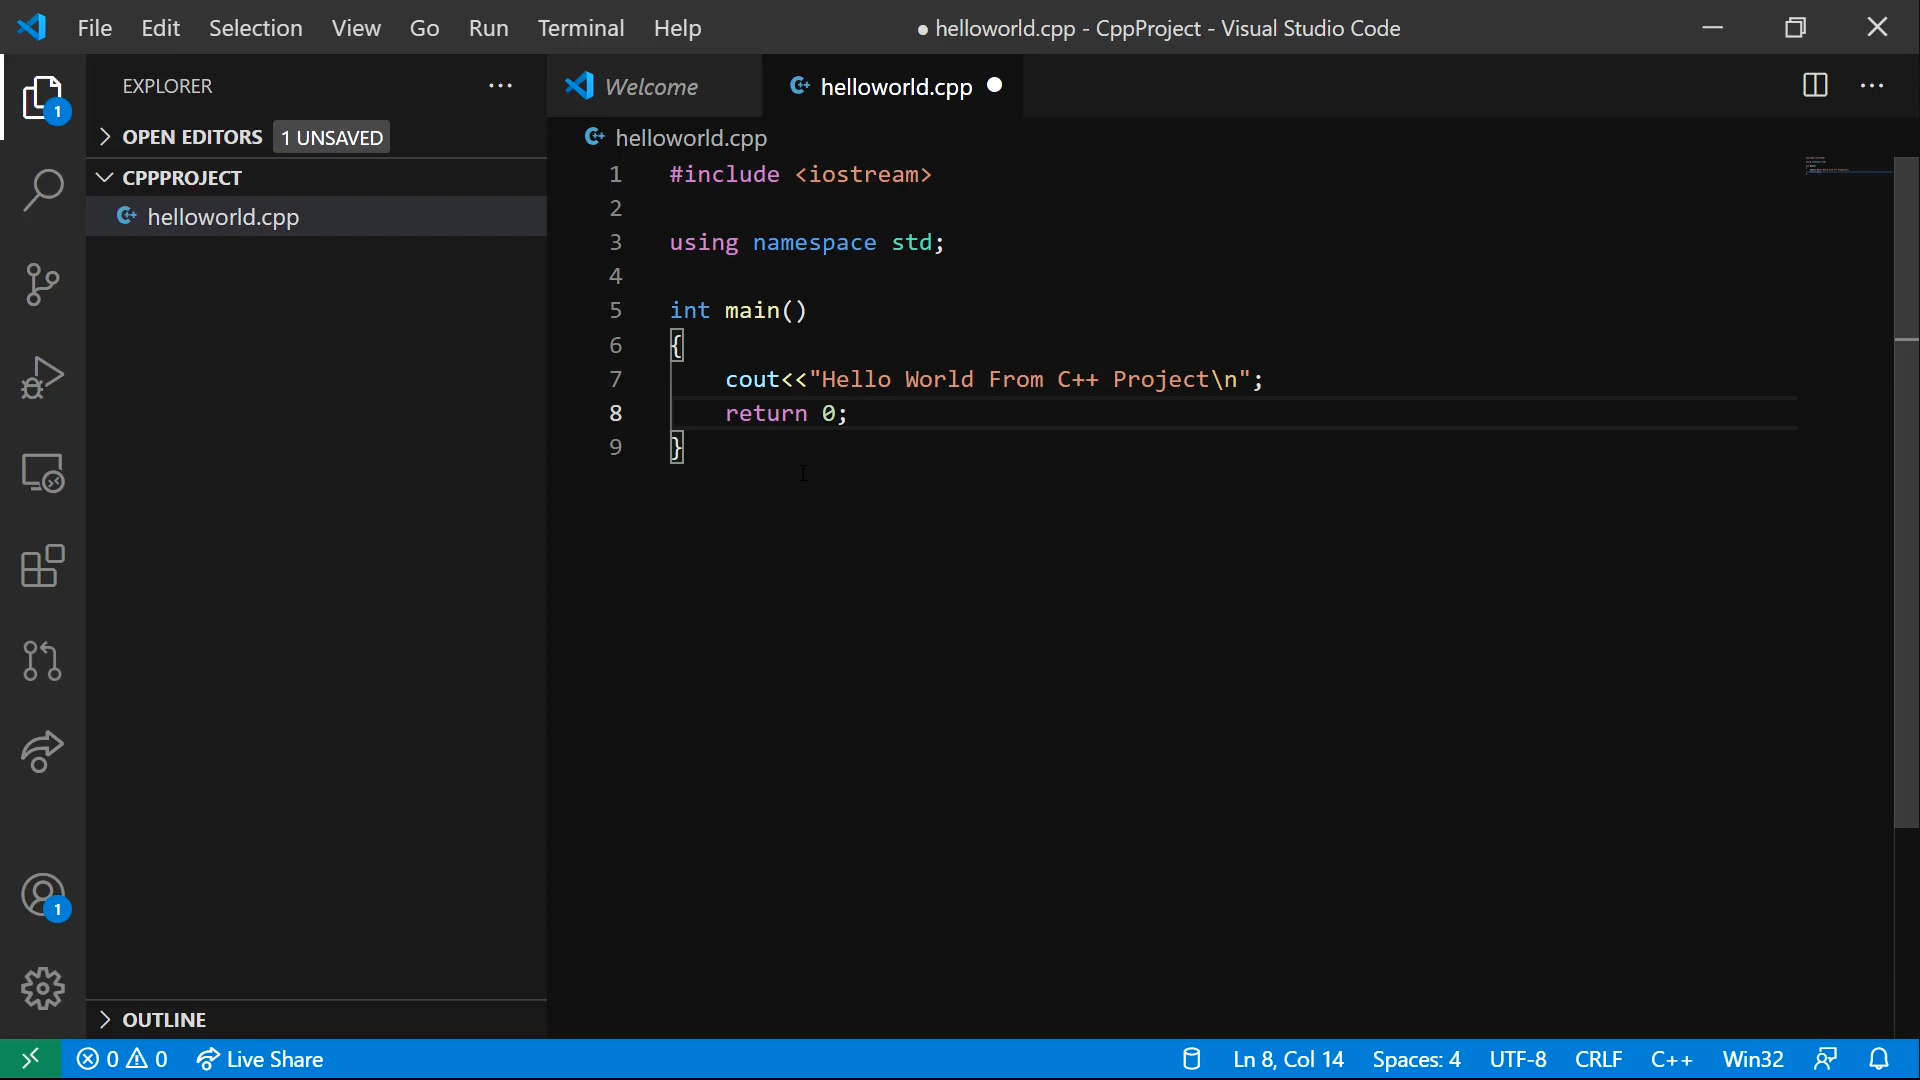 File Edit Selection View Go Run Terminal Help
● helloworld.cpp - CppProject - Visual Studio Code
EXPLORER
1
OPEN EDITORS 1 UNSAVED
CPPPROJECT
helloworld.cpp
Welcome
helloworld.cpp
helloworld.cpp
1 #include <iostream>
2
3 using namespace std;
4
5 int main()
6 {
7 cout<<"Hello World From C++ Project\n";
8 return 0;
9 }
1
OUTLINE
0 0 Live Share
Ln 8, Col 14 Spaces: 4 UTF-8 CRLF C++ Win32